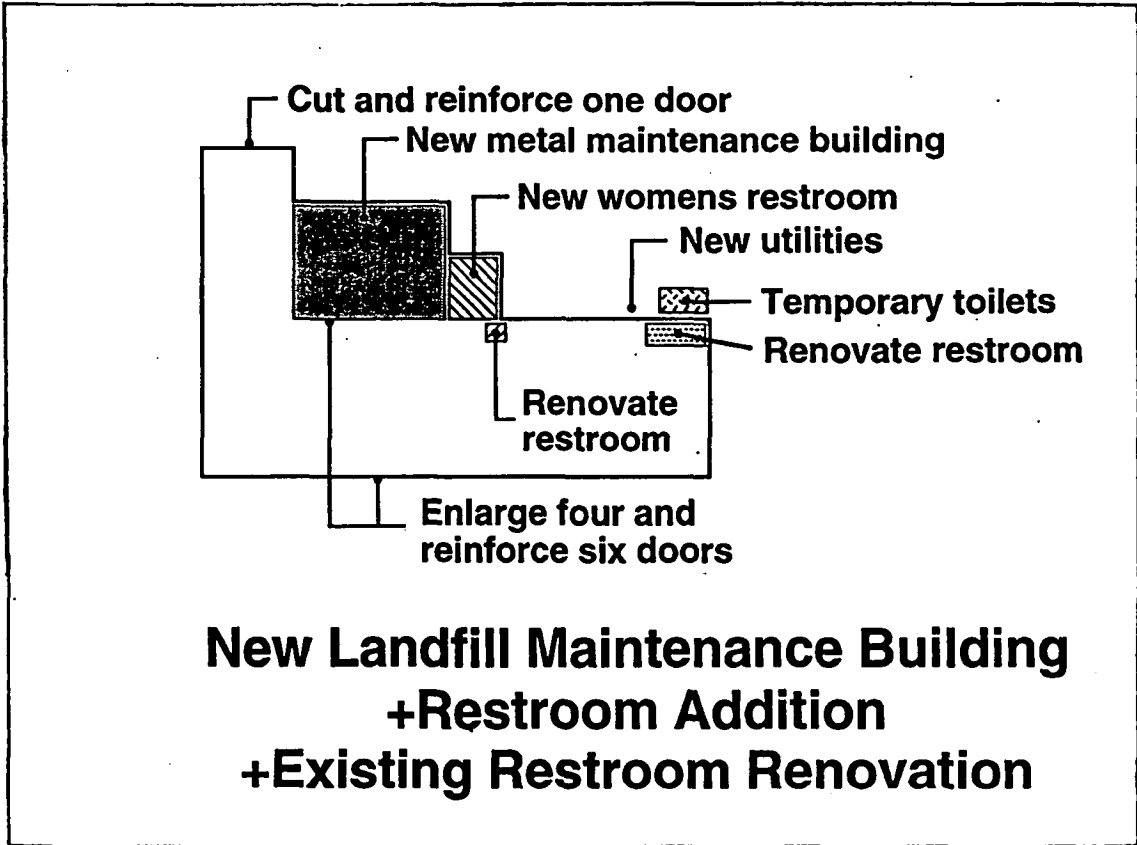 Cut and reinforce one door
New metal maintenance building
New womens restroom
New utilities
Temporary toilets
Renovate restroom
Renovate
restroom
Enlarge four and
reinforce six doors
New Landfill Maintenance Building
+Restroom Addition
+Existing Restroom Renovation